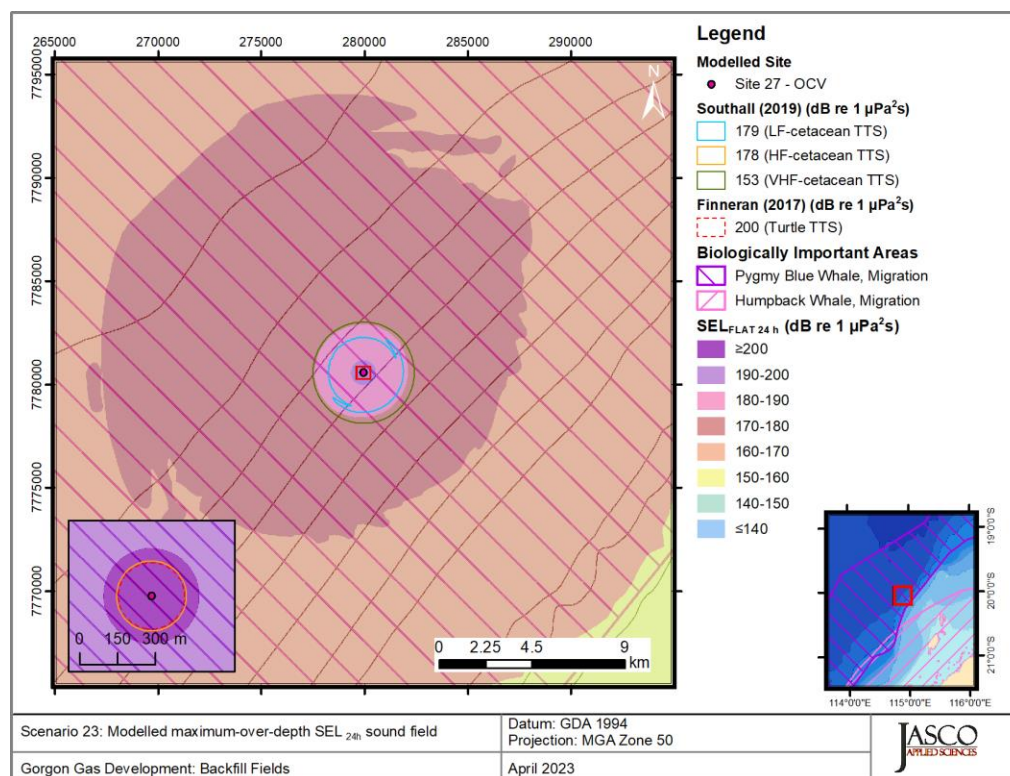 265000 270000 275000 280000 285000 290000
7795000
7790000
7785000
7780000
7775000
7770000
N
0 150 300 m
0 2.25 4.5 9
km
Legend
Modelled Site
Site 27 - OCV
Southall (2019) (dB re 1 µPa²s)
179 (LF-cetacean TTS)
178 (HF-cetacean TTS)
153 (VHF-cetacean TTS)
Finneran (2017) (dB re 1 µPa²s)
200 (Turtle TTS)
Biologically Important Areas
Pygmy Blue Whale, Migration
Humpback Whale, Migration
SEL FLAT 24 h (dB re 1 µPa²s)
≥200
190-200
180-190
170-180
160-170
150-160
140-150
≤140
19°0'0"S
20°0'0"S
21°0'0"S
114°0'0"E 115°0'0"E 116°0'0"E
Scenario 23: Modelled maximum-over-depth SEL 24h sound field
Datum: GDA 1994
Projection: MGA Zone 50
Gorgon Gas Development: Backfill Fields
April 2023
JASCO
APPLIED SCIENCES